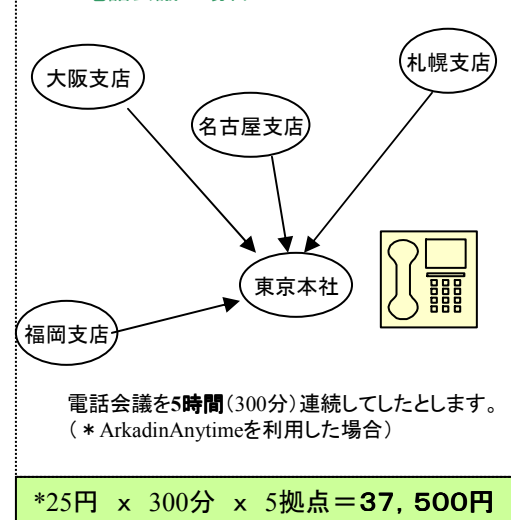 札幌支店
大阪支店
名古屋支店
東京本社
福岡支店
電話会議を5時間(300分)連続してしたとします。
(*ArkadinAnytimeを利用した場合)
*25円 x 300分 x 5拠点=37,500円